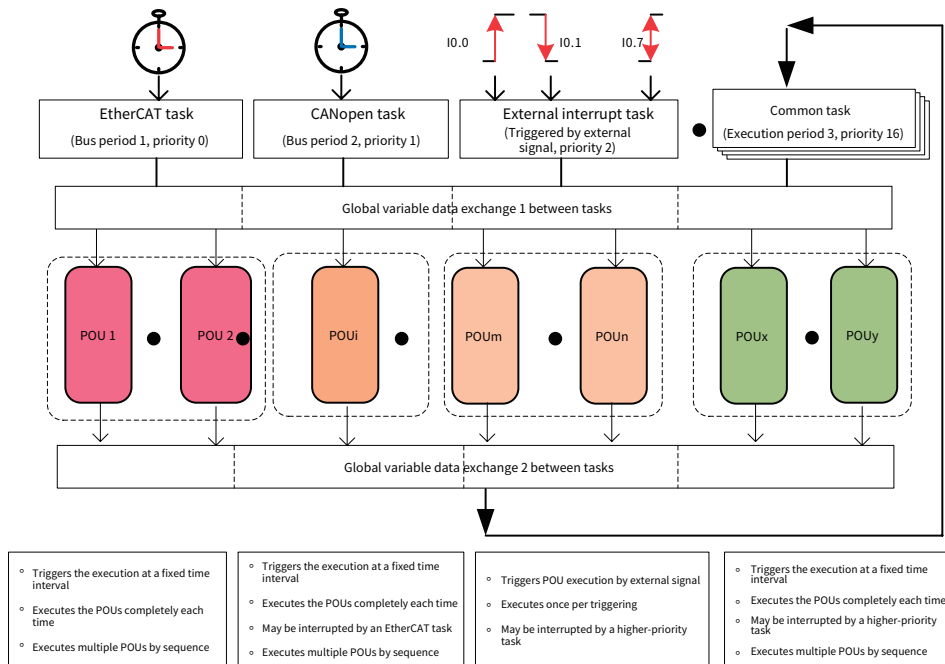 I0.0
I0.1
I0.7
EtherCAT task
(Bus period 1, priority 0)
CANopen task
(Bus period 2, priority 1)
External interrupt task
(Triggered by external
signal, priority 2)
Common task
(Execution period 3, priority 16)
Global variable data exchange 1 between tasks
POU 1
POU 2
POUi
POUm
POUn
POUx
POUy
Global variable data exchange 2 between tasks
Triggers the execution at a fixed time
interval
Executes the POUs completely each
time
Executes multiple POUs by sequence
Triggers the execution at a fixed time
interval
Executes the POUs completely each time
May be interrupted by an EtherCAT task
Executes multiple POUs by sequence
Triggers POU execution by external signal
Executes once per triggering
May be interrupted by a higher-priority
task
Triggers the execution at a fixed time
interval
Executes the POUs completely each time
May be interrupted by a higher-priority
task
Executes multiple POUs by sequence